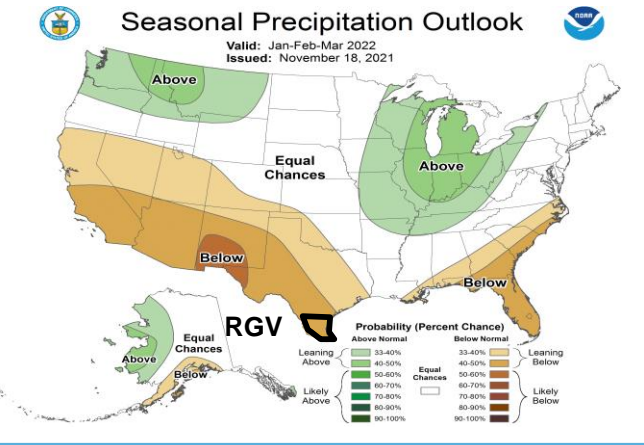 Seasonal Precipitation Outlook
NOAA
Valid: Jan-Feb-Mar 2022
Issued: November 18, 2021
Above
Equal
Chances
Above
Below
Below
RGV
Equal
Chances
Above
Below
Probability (Percent Chance)
Above Normal
Below Normal
Leaning
Above
33-40%
40-50%
50-60%
60-70%
70-80%
80-90%
90-100%
Likely
Above
Equal
Chances
33-40%
40-50%
50-60%
60-70%
70-80%
80-90%
90-100%
Leaning
Below
Likely
Below